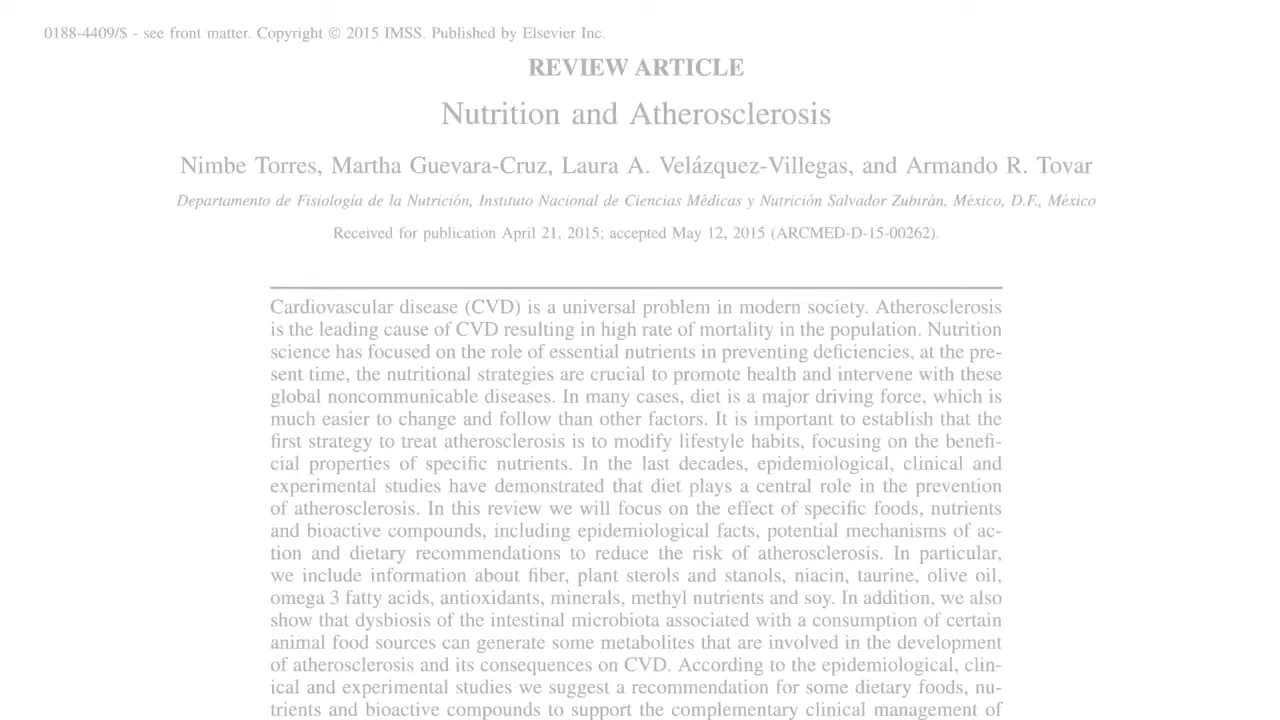 0188-4409/$ - see front matter. Copyright © 2015 IMSS. Published by Elsevier Inc.
REVIEW ARTICLE
Nutrition and Atherosclerosis
Nimbe Torres, Martha Guevara-Cruz, Laura A. Velázquez-Villegas, and Armando R. Tovar
Departamento de Fisiología de la Nutrición, Instituto Nacional de Ciencias Médicas y Nutrición Salvador Zubirán, México, D.F., México
Received for publication April 21, 2015; accepted May 12, 2015 (ARCMED-D-15-00262).
Cardiovascular disease (CVD) is a universal problem in modern society. Atherosclerosis
is the leading cause of CVD resulting in high rate of mortality in the population. Nutrition
science has focused on the role of essential nutrients in preventing deficiencies, at the pre-
sent time, the nutritional strategies are crucial to promote health and intervene with these
global noncommunicable diseases. In many cases, diet is a major driving force, which is
much easier to change and follow than other factors. It is important to establish that the
first strategy to treat atherosclerosis is to modify lifestyle habits, focusing on the benefi-
cial properties of specific nutrients. In the last decades, epidemiological, clinical and
experimental studies have demonstrated that diet plays a central role in the prevention
of atherosclerosis. In this review we will focus on the effect of specific foods, nutrients
and bioactive compounds, including epidemiological facts, potential mechanisms of ac-
tion and dietary recommendations to reduce the risk of atherosclerosis. In particular,
we include information about fiber, plant sterols and stanols, niacin, taurine, olive oil,
omega 3 fatty acids, antioxidants, minerals, methyl nutrients and soy. In addition, we also
show that dysbiosis of the intestinal microbiota associated with a consumption of certain
animal food sources can generate some metabolites that are involved in the development
of atherosclerosis and its consequences on CVD. According to the epidemiological, clin-
ical and experimental studies we suggest a recommendation for some dietary foods, nu-
trients and bioactive compounds to support the complementary clinical management of